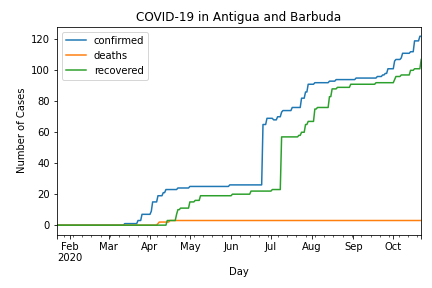 COVID-19 in Antigua and Barbuda
confirmed
deaths
recovered
Number of Cases
120
100
80
60
40
20
0
Feb Mar Apr May Jun Jul Aug Sep Oct
2020
Day